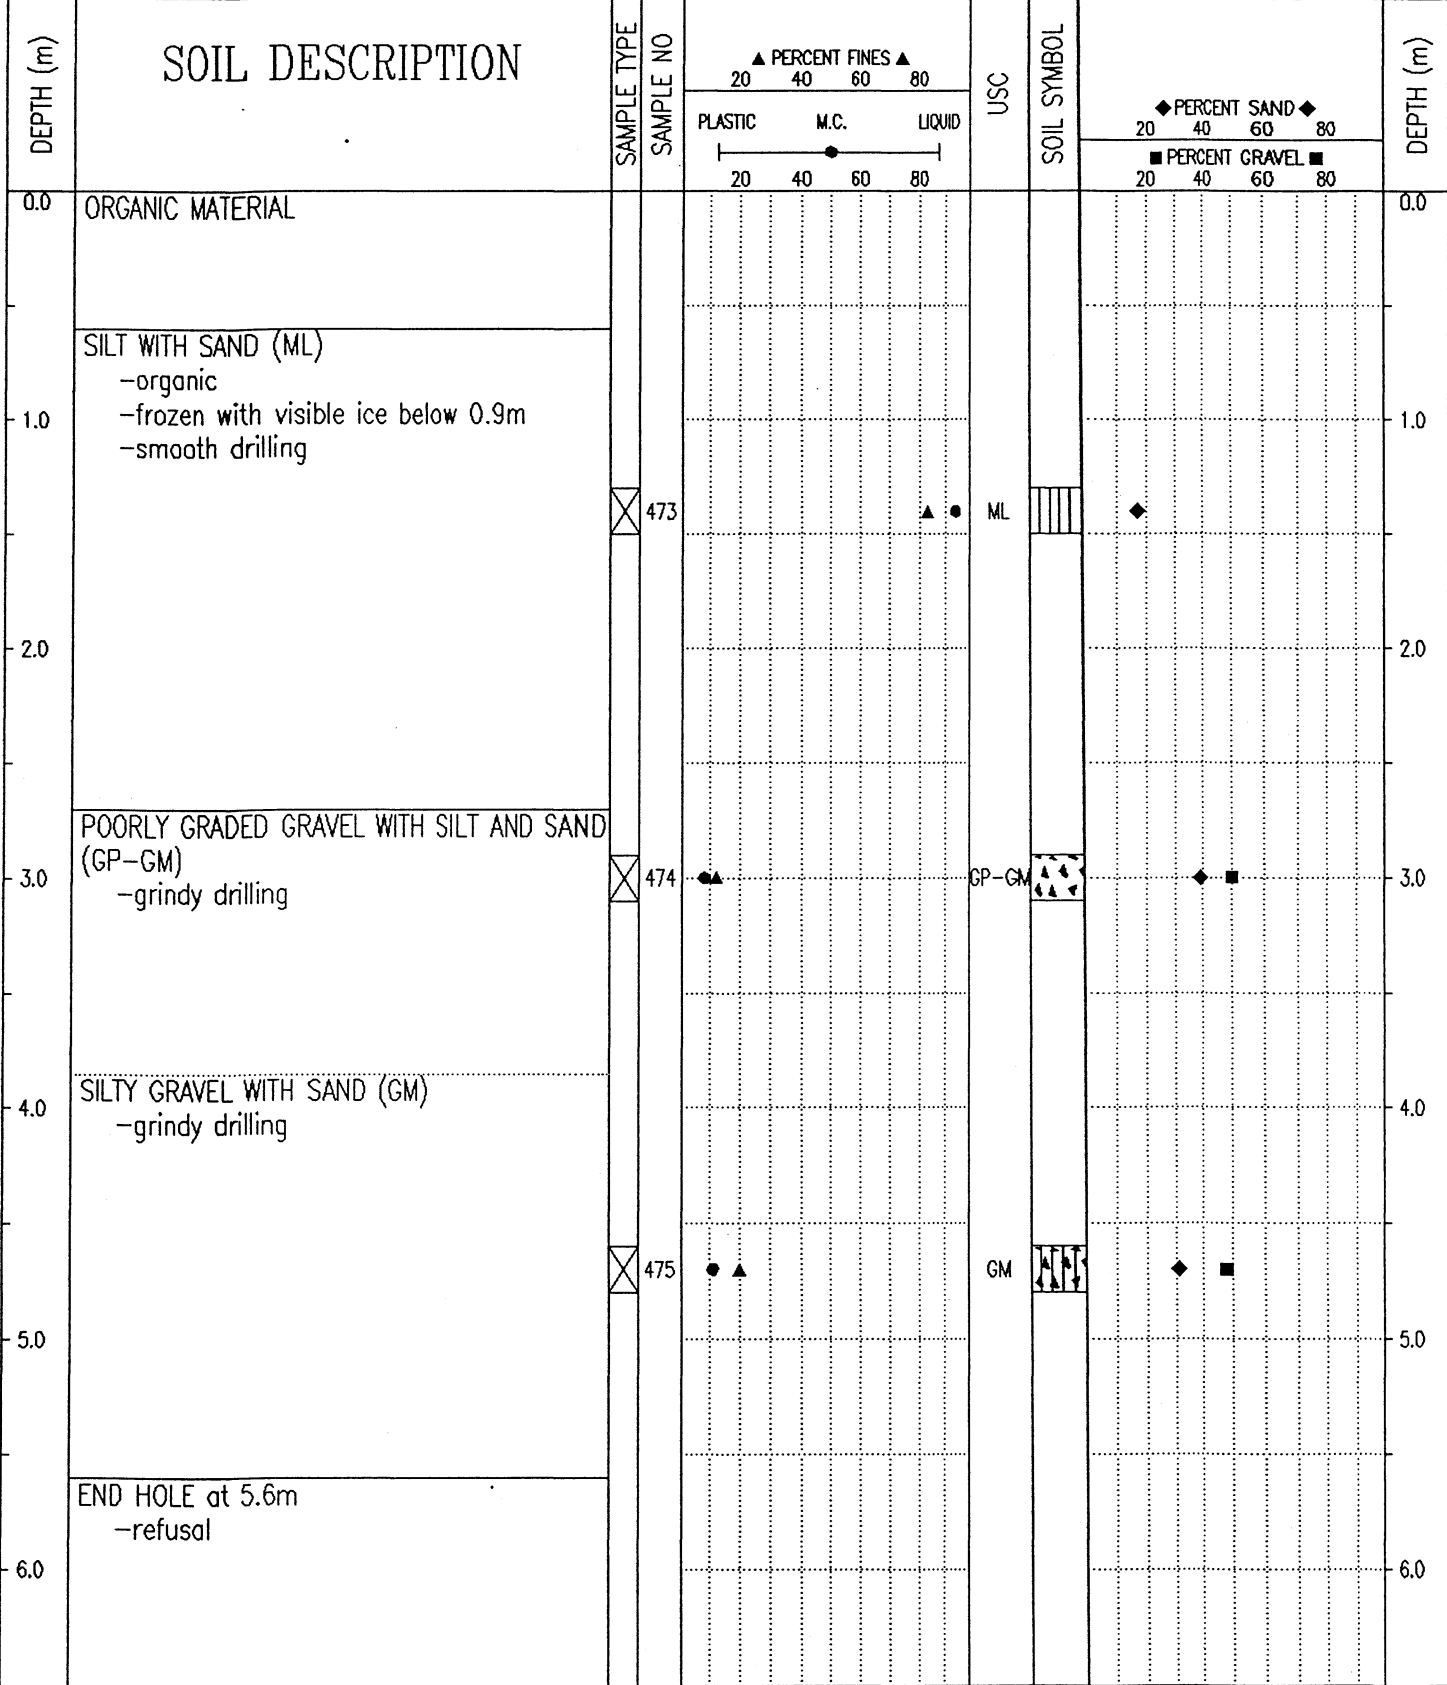 DEPTH (m)
SOIL DESCRIPTION
SAMPLE TYPE
SAMPLE NO
▲ PERCENT FINES ▲
20 40 60 80
PLASTIC M.C. LIQUID
20 40 60 80
USC
SOIL SYMBOL
◆PERCENT SAND◆
20 40 60 80
■ PERCENT GRAVEL ■
20 40 60 80
DEPTH (m)
0.0 ORGANIC MATERIAL 0.0
SILT WITH SAND (ML)
-organic
1.0 -frozen with visible ice below 0.9m 1.0
-smooth drilling
473 ML
2.0 2.0
POORLY GRADED GRAVEL WITH SILT AND SAND
(GP-GM)
3.0 474 GP-GM 3.0
-grindy drilling
SILTY GRAVEL WITH SAND (GM)
4.0 4.0
-grindy drilling
475 GM
5.0 5.0
END HOLE at 5.6m
-refusal
6.0 6.0